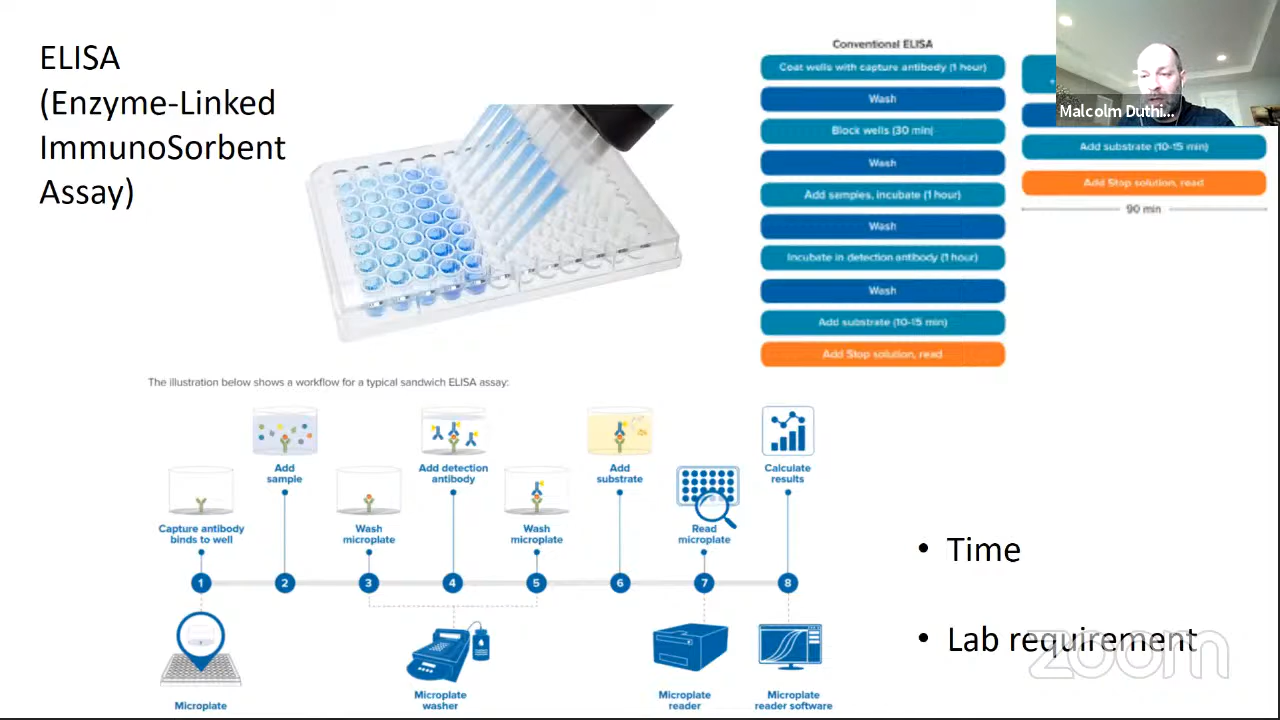 ELISA
(Enzyme-Linked
ImmunoSorbent
Assay)
Conventional ELISA
Coat wells with capture antibody (1 hour)
Wash
Block wells (30 min)
Wash
Add samples, incubate (1 hour)
Wash
Incubate in detection antibody (1 hour)
Wash
Add substrate (10-15 min)
Add Stop solution, read
Malcolm Duthi...
Add substrate (10-15 min)
Add Stop solution, read
90 min
The illustration below shows a workflow for a typical sandwich ELISA assay:
Capture antibody
binds to well
Add
sample
Wash
microplate
Add detection
antibody
Wash
microplate
Add
substrate
Read
microplate
Calculate
results
1 2 3 4 5 6 7 8
Microplate
Microplate
washer
Microplate
reader
Microplate
reader software
• Time
• Lab requirement
zoom